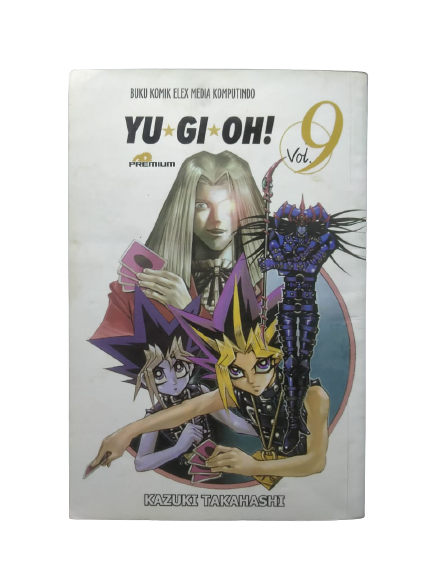 BUKU KOMIK ELEX MEDIA KOMPUTINDO
YU★GI★OH!
Vol. 9
PREMIUM
KAZUKI TAKAHASHI